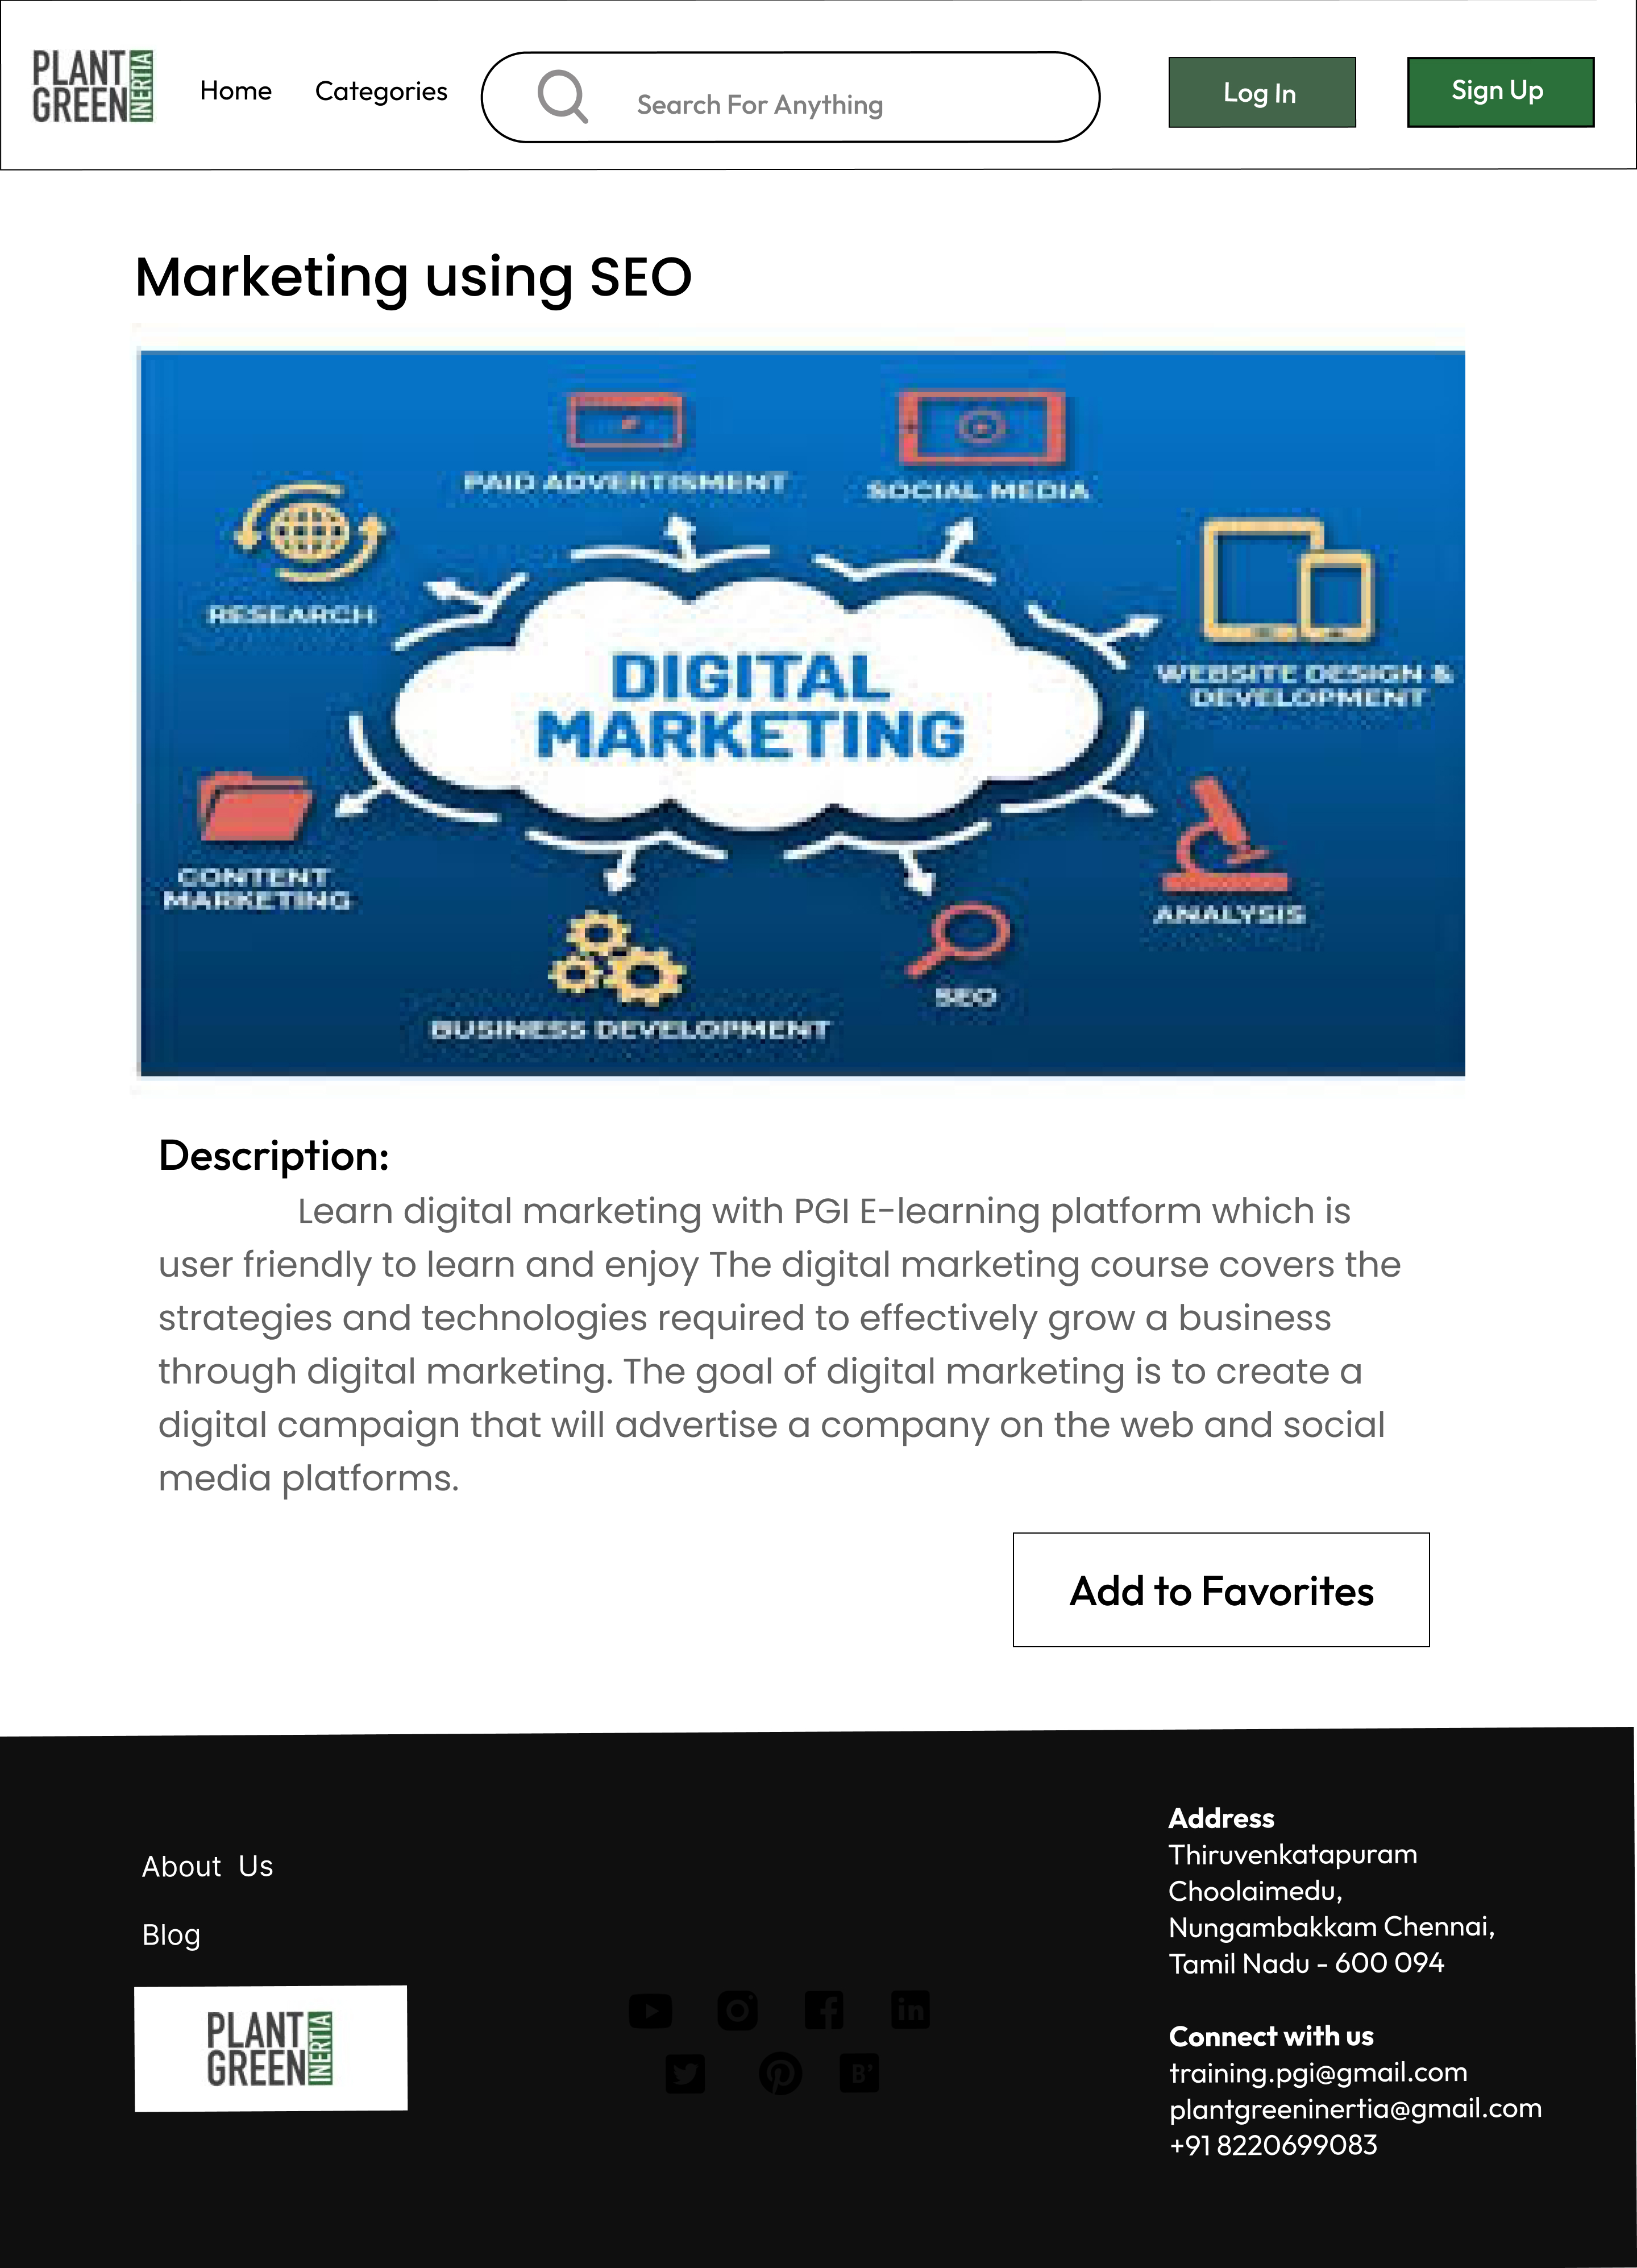 PLANT
GREEN
INERTIA
Home
Categories
Search For Anything
Log In
Sign Up
Marketing using SEO
PAID ADVERTISMENT
SOCIAL MEDIA
RESEARCH
WEBSITE DESIGN &
DEVELOPMENT
DIGITAL
MARKETING
CONTENT
MARKETING
ANALYSIS
BUSINESS DEVELOPMENT
SEO
Description:
Learn digital marketing with PGI E-learning platform which is
user friendly to learn and enjoy The digital marketing course covers the
strategies and technologies required to effectively grow a business
through digital marketing. The goal of digital marketing is to create a
digital campaign that will advertise a company on the web and social
media platforms.
Add to Favorites
About Us
Blog
PLANT
GREEN
INERTIA
Address
Thiruvenkatapuram
Choolaimedu,
Nungambakkam Chennai,
Tamil Nadu - 600 094
Connect with us
training.pgi@gmail.com
plantgreeninertia@gmail.com
+91 8220699083